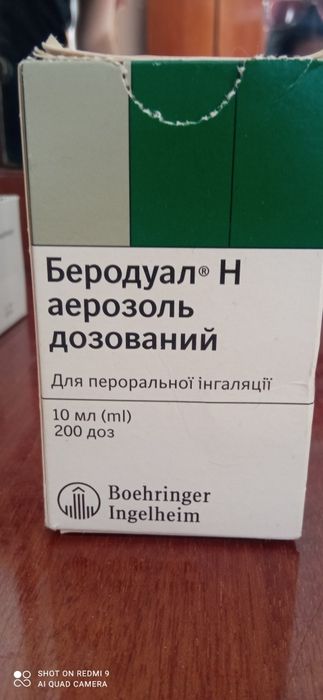 Беродуал® Н
аерозоль
дозований
Для пероральної інгаляції
10 мл (ml)
200 доз
Boehringer
Ingelheim
SHOT ON REDMI 9
AI QUAD CAMERA